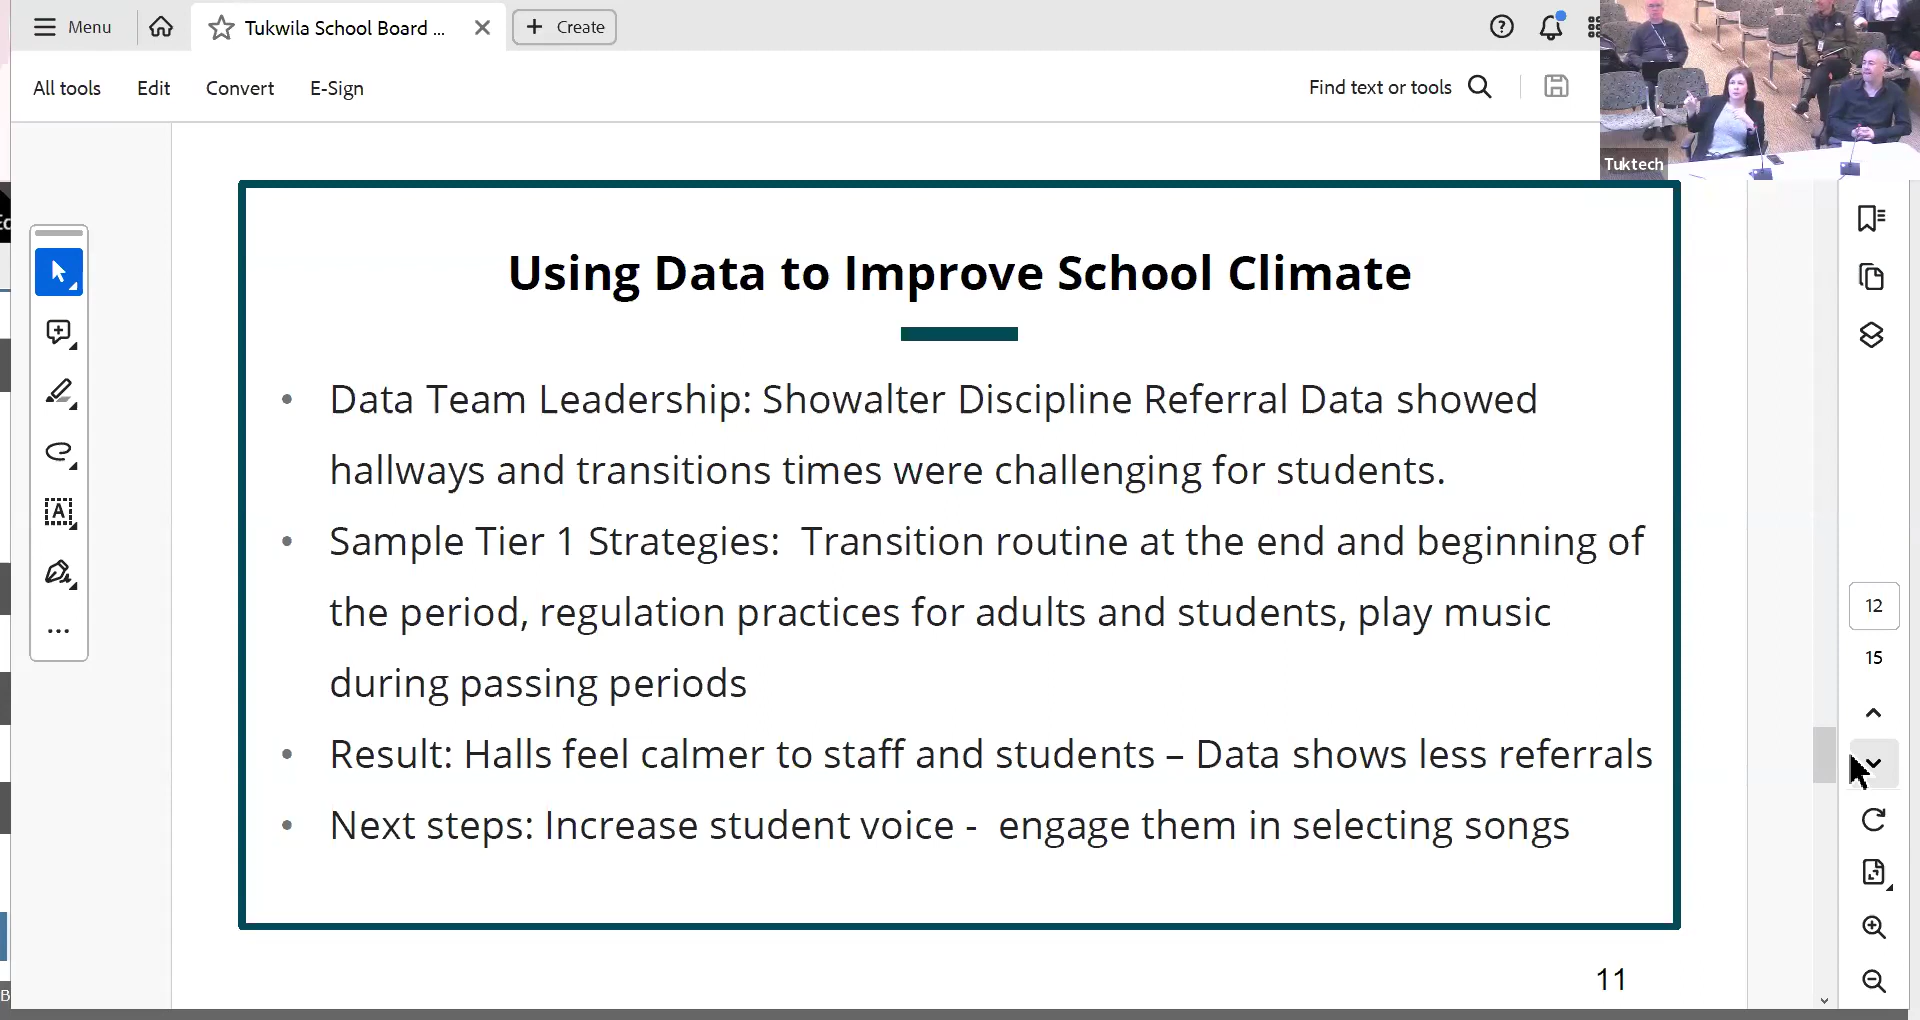 Menu
Tukwila School Board ...
Create
All tools
Edit
Convert
E-Sign
Find text or tools
Tuktech
Using Data to Improve School Climate
• Data Team Leadership: Showalter Discipline Referral Data showed
hallways and transitions times were challenging for students.
• Sample Tier 1 Strategies:  Transition routine at the end and beginning of
the period, regulation practices for adults and students, play music
during passing periods
• Result: Halls feel calmer to staff and students – Data shows less referrals
• Next steps: Increase student voice -  engage them in selecting songs
11
12
15